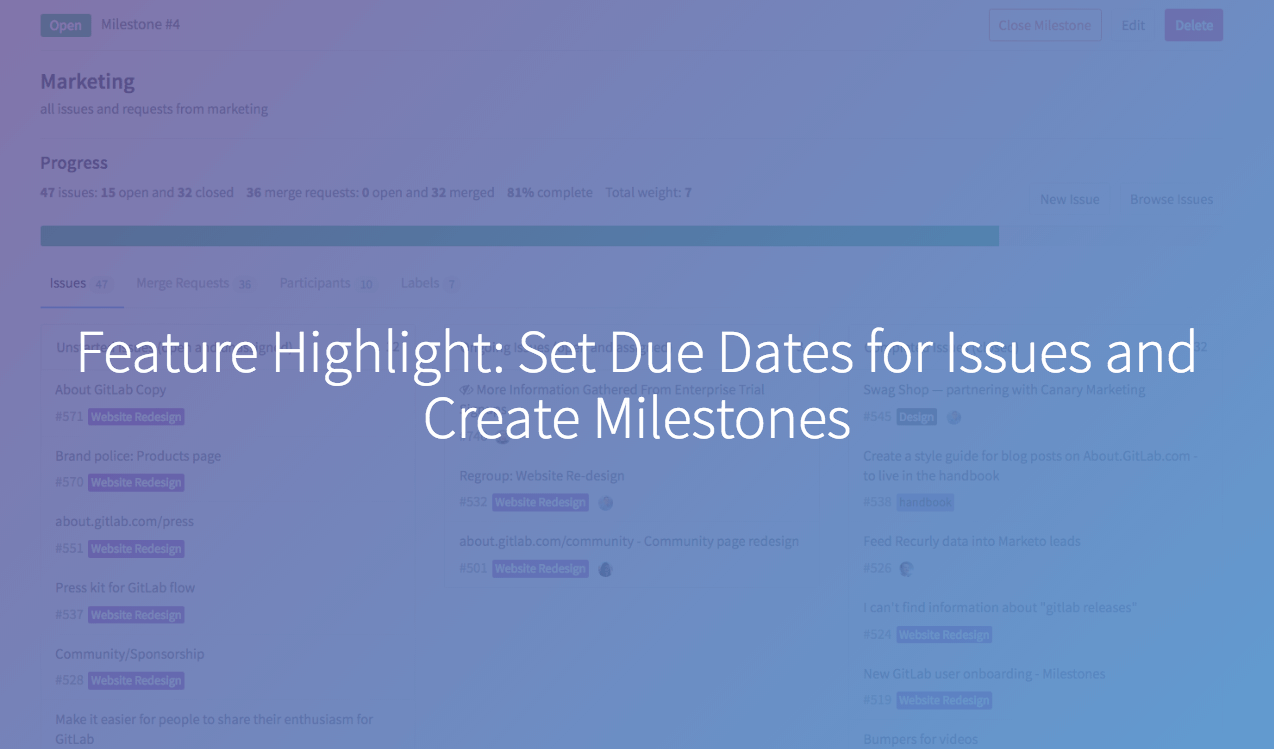 Open Milestone #4 Close Milestone Edit Delete
Marketing
all issues and requests from marketing
Progress
47 issues: 15 open and 32 closed 36 merge requests: 0 open and 32 merged 81% complete Total weight: 7
New Issue Browse Issues
Issues 47 Merge Requests 36 Participants 10 Labels 7
Feature Highlight: Set Due Dates for Issues and
Create Milestones
About GitLab Copy
#571 Website Redesign
Brand police: Products page
#570 Website Redesign
about.gitlab.com/press
#551 Website Redesign
Press kit for GitLab flow
#537 Website Redesign
Community/Sponsorship
#528 Website Redesign
Make it easier for people to share their enthusiasm for
GitLab
More Information Gathered From Enterprise Trial
Regroup: Website Re-design
#532 Website Redesign
about.gitlab.com/community - Community page redesign
#501 Website Redesign
32
Swag Shop — partnering with Canary Marketing
#545 Design
Create a style guide for blog posts on About.GitLab.com -
to live in the handbook
#538 handbook
Feed Recurly data into Marketo leads
#526
I can't find information about "gitlab releases"
#524 Website Redesign
New GitLab user onboarding - Milestones
#519 Website Redesign
Bumpers for videos